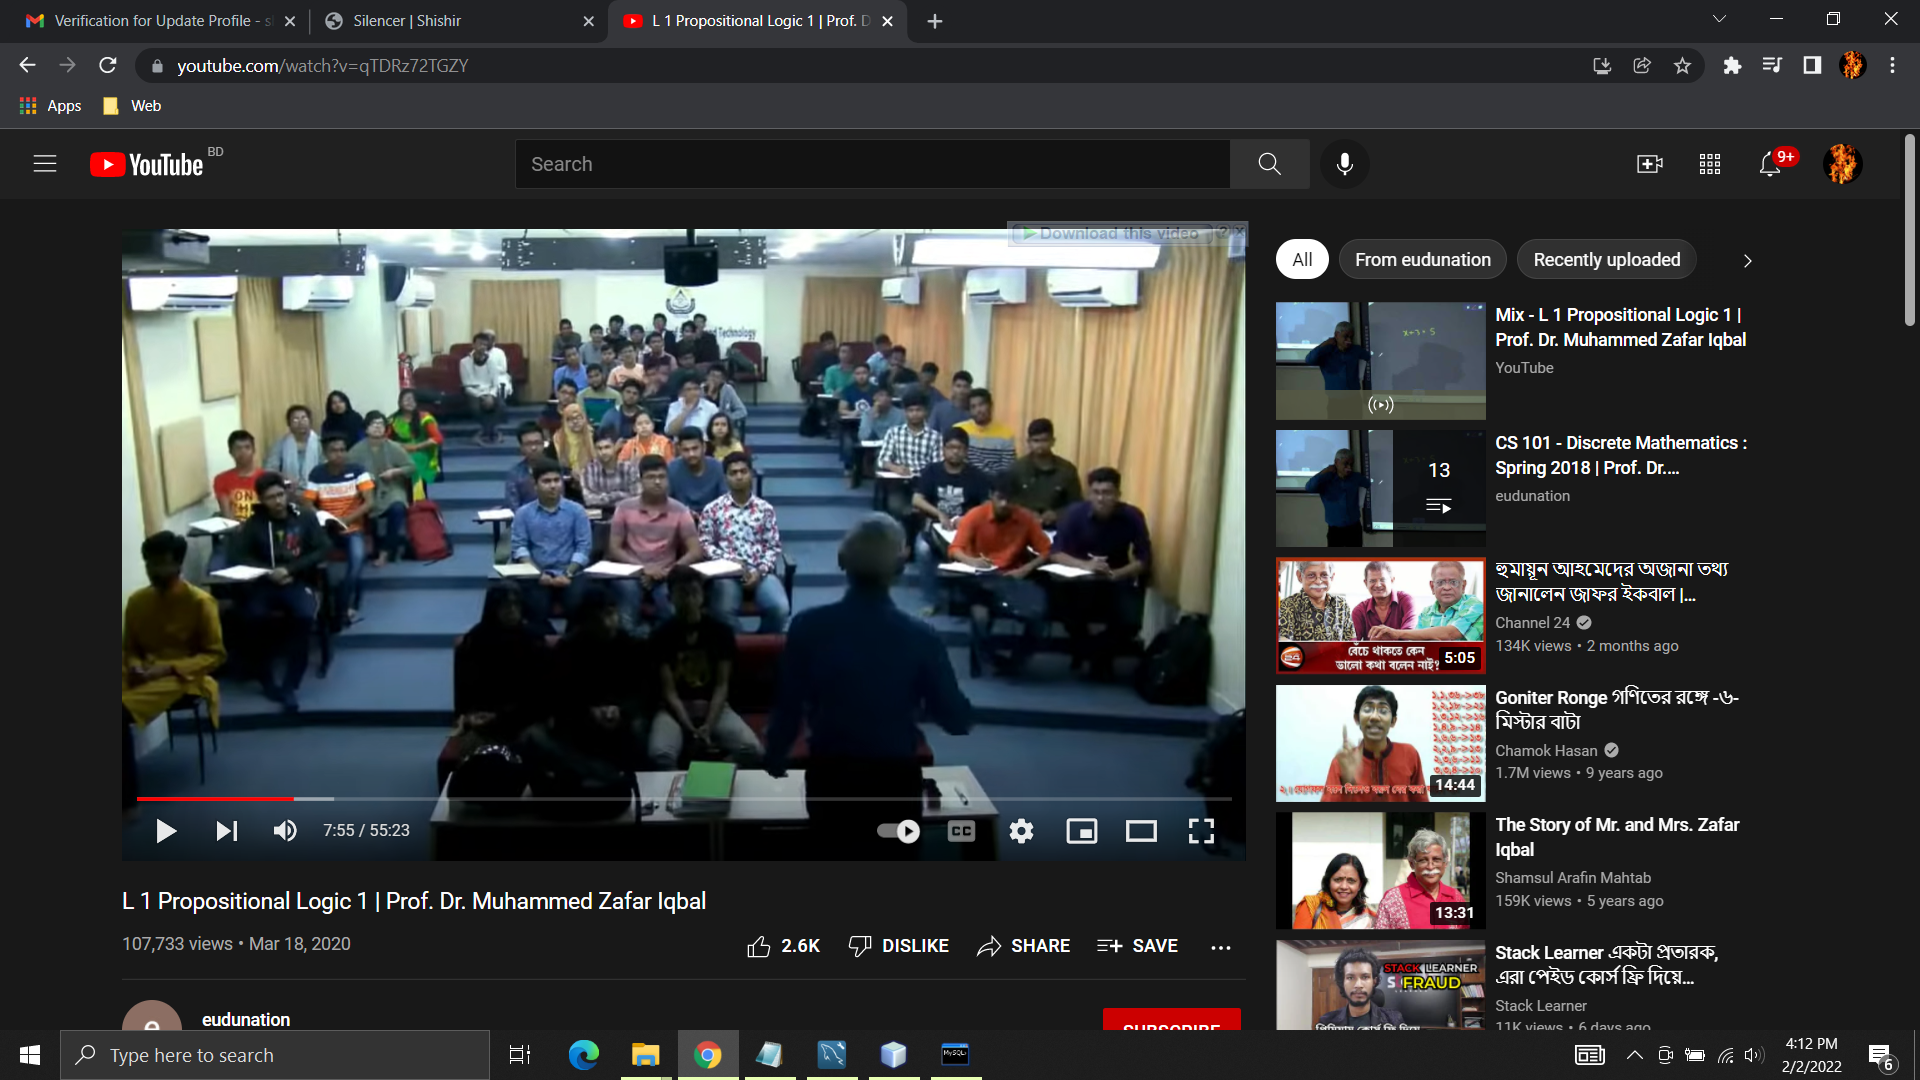 Verification for Update Profile - s
Silencer | Shishir
L 1 Propositional Logic 1 | Prof. D
youtube.com/watch?v=qTDRz72TGZY
Apps
Web
YouTube BD
Search
9+
Download this video
? x
Technology
7:55 / 55:23
CC
L 1 Propositional Logic 1 | Prof. Dr. Muhammed Zafar Iqbal
107,733 views • Mar 18, 2020
2.6K
DISLIKE
SHARE
SAVE
e
eudunation
SUBSCRIBE
All
From eudunation
Recently uploaded
x+3=5
Mix - L 1 Propositional Logic 1 |
Prof. Dr. Muhammed Zafar Iqbal
YouTube
13
CS 101 - Discrete Mathematics :
Spring 2018 | Prof. Dr....
eudunation
24
বেঁচে থাকতে কেন
ভালো কথা বলেন নাই?
5:05
হুমায়ূন আহমেদের অজানা তথ্য
জানালেন জাফর ইকবাল |...
Channel 24
134K views • 2 months ago
14:44
Goniter Ronge গণিতের রঙ্গে -৬-
মিস্টার বাটা
Chamok Hasan
1.7M views • 9 years ago
13:31
The Story of Mr. and Mrs. Zafar
Iqbal
Shamsul Arafin Mahtab
159K views • 5 years ago
STACK LEARNER
FRAUD
Stack Learner একটা প্রতারক,
এরা পেইড কোর্স ফ্রি দিয়ে...
Stack Learner
11K views • 6 days ago
Type here to search
MySQL
4:12 PM
2/2/2022
6